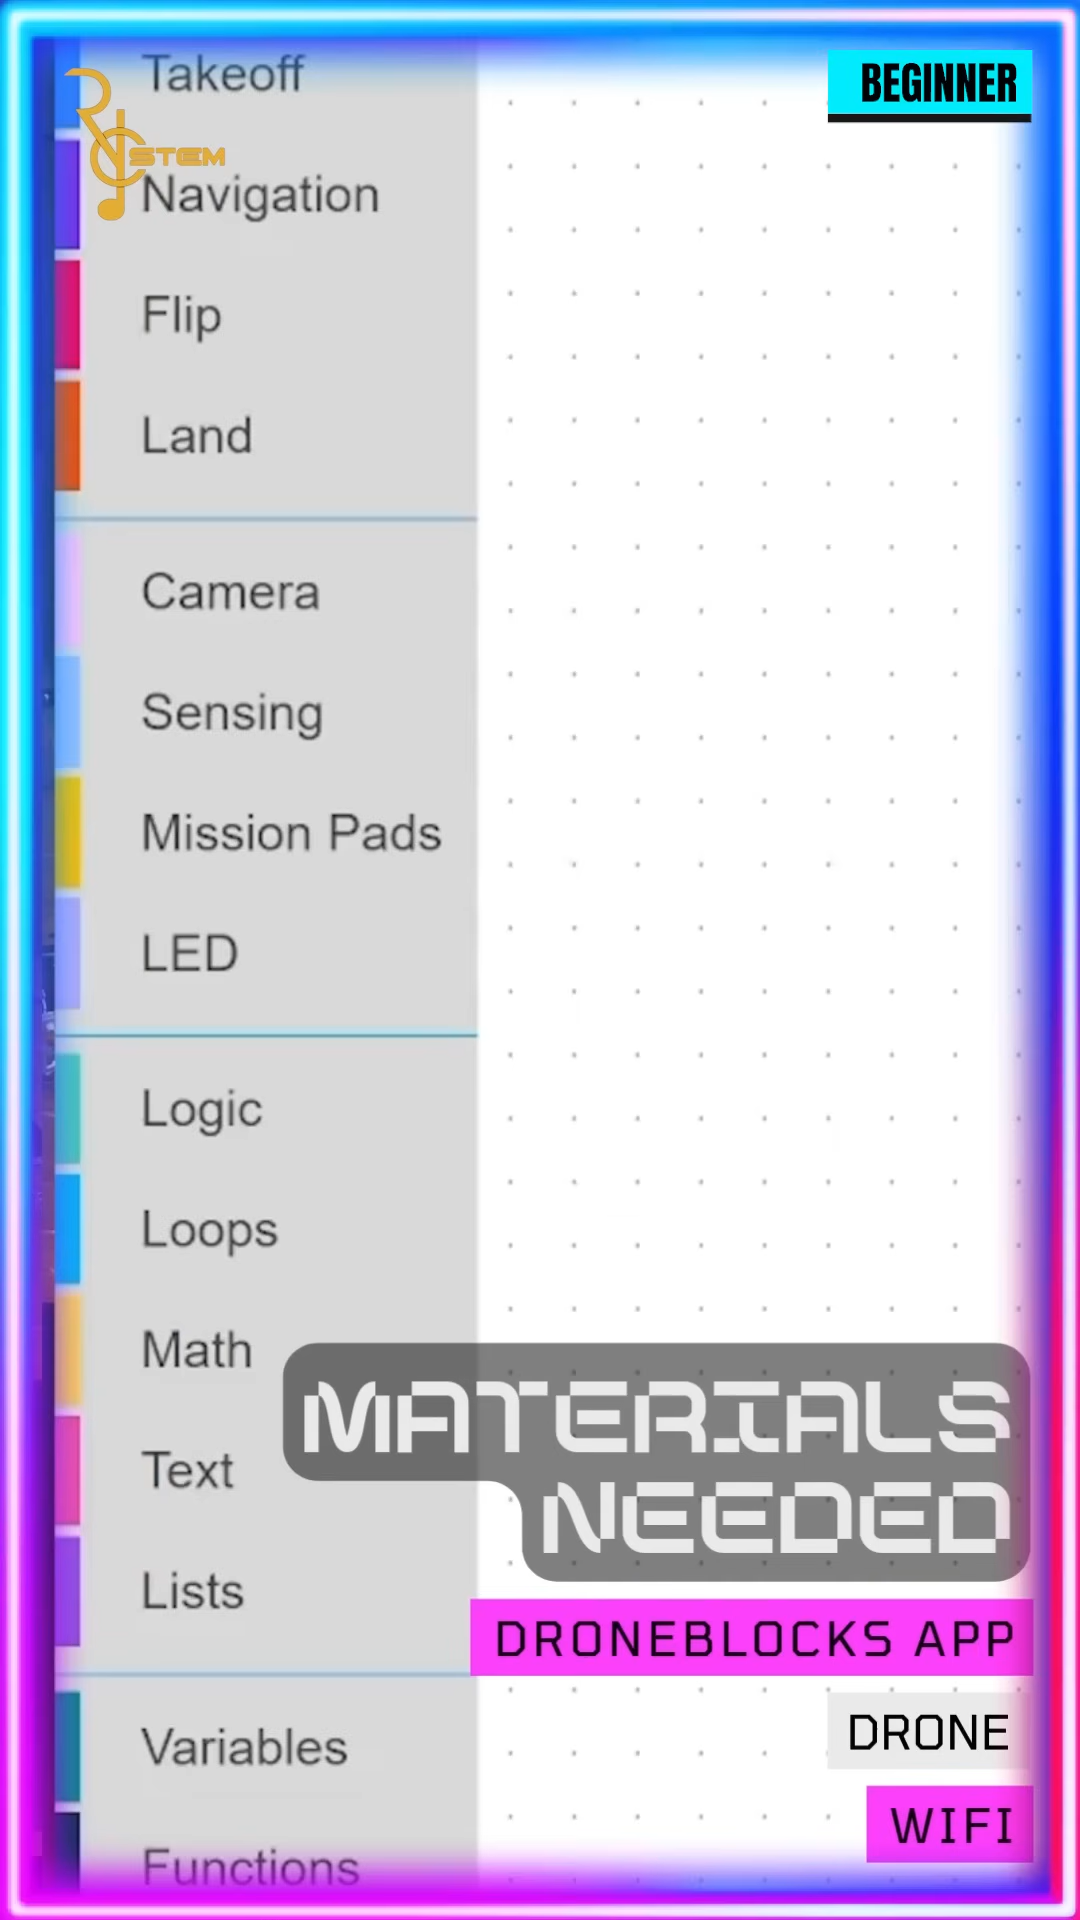 BEGINNER
Takeoff
STEM
Navigation
Flip
Land
Camera
Sensing
Mission Pads
LED
Logic
Loops
Math
Text
Lists
Variables
Functions
MATERIALS
NEEDED
DRONEBLOCKS APP
DRONE
WIFI